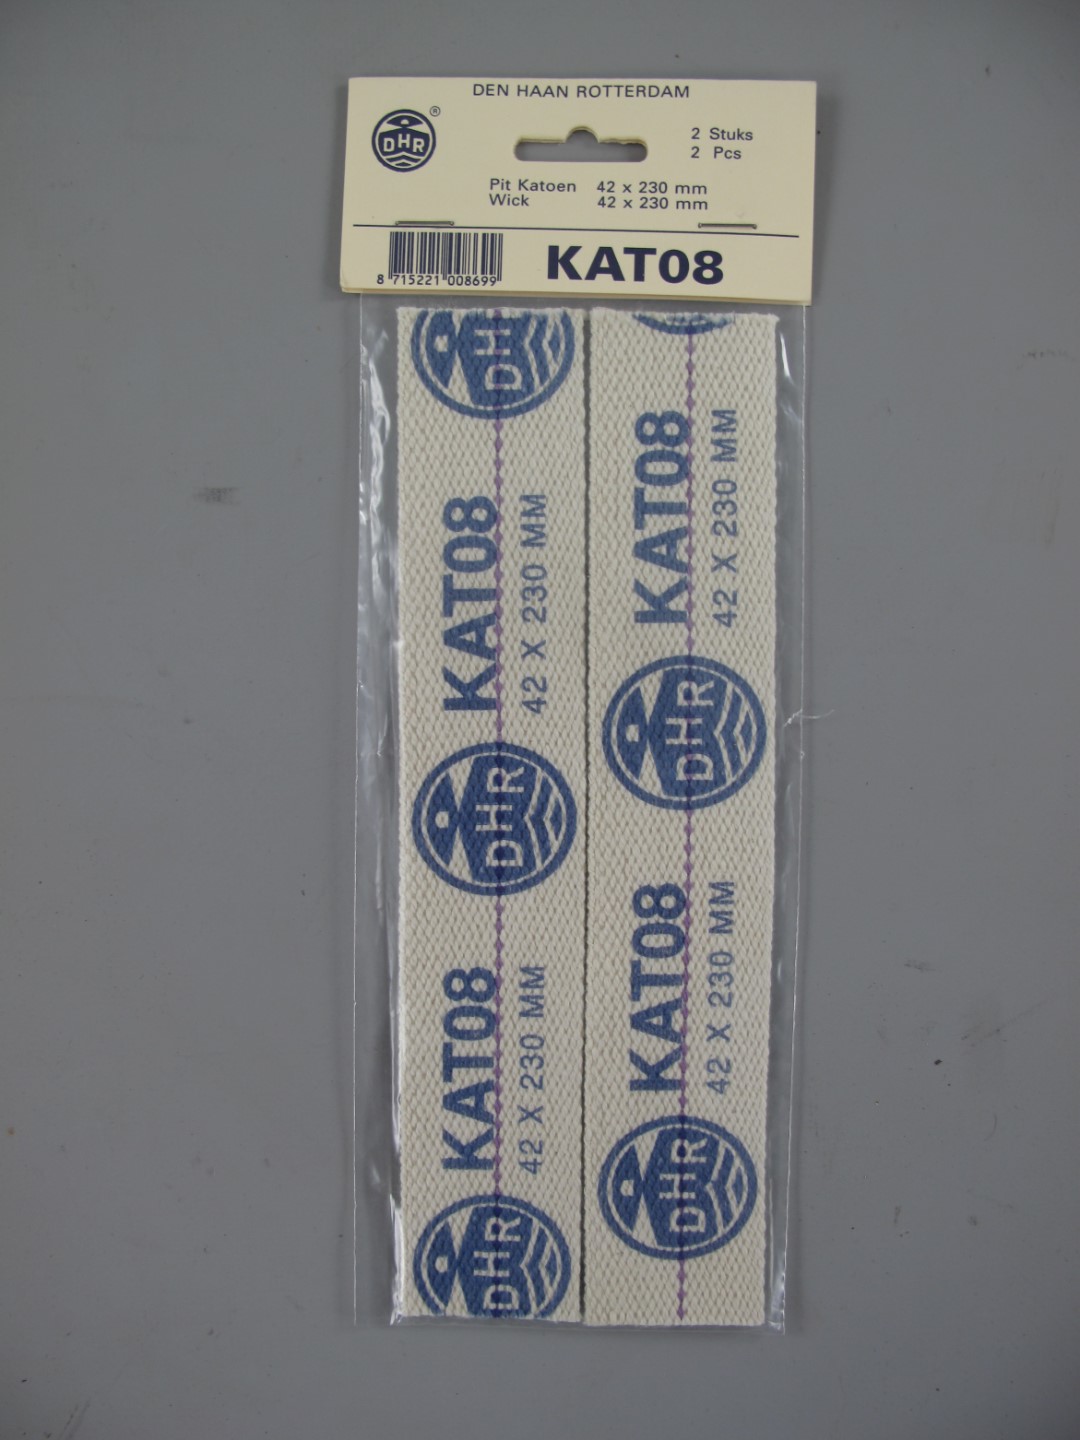 DEN HAAN ROTTERDAM
DHR®
2 Stuks
2 Pcs
Pit Katoen 42 x 230 mm
Wick 42 x 230 mm
8 715221 008699
KAT08
DHR
KAT08
42 X 230 MM
DHR
KAT08
42 X 230 MM
DHR
KAT08
42 X 230 MM
DHR
KAT08
42 X 230 MM
DHR